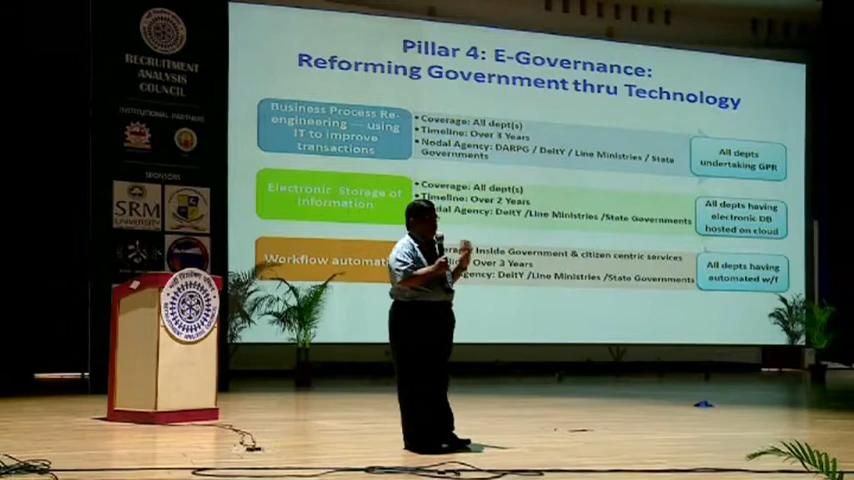 Pillar 4: E-Governance:
Reforming Government thru Technology
RECRUITMENT
ANALYSIS
COUNCIL
INSTITUTIONAL PARTNERS
SPONSORS
SRM
UNIVERSITY
Business Process Re-
engineering — using
IT to improve
transactions
• Coverage: All dept(s)
• Timeline: Over 3 Years
• Nodal Agency: DARPG / DeitY / Line Ministries / State
Governments
All depts
undertaking GPR
Electronic Storage of
Information
• Coverage: All dept(s)
• Timeline: Over 2 Years
Agency: DeitY /Line Ministries/State Governments
All depts having
electronic DB
hosted on cloud
Workflow
Inside Government & citizen centric services
Over 3 Years
Agency: DeitY /Line Ministries /State Governments
All depts having
automated w/f